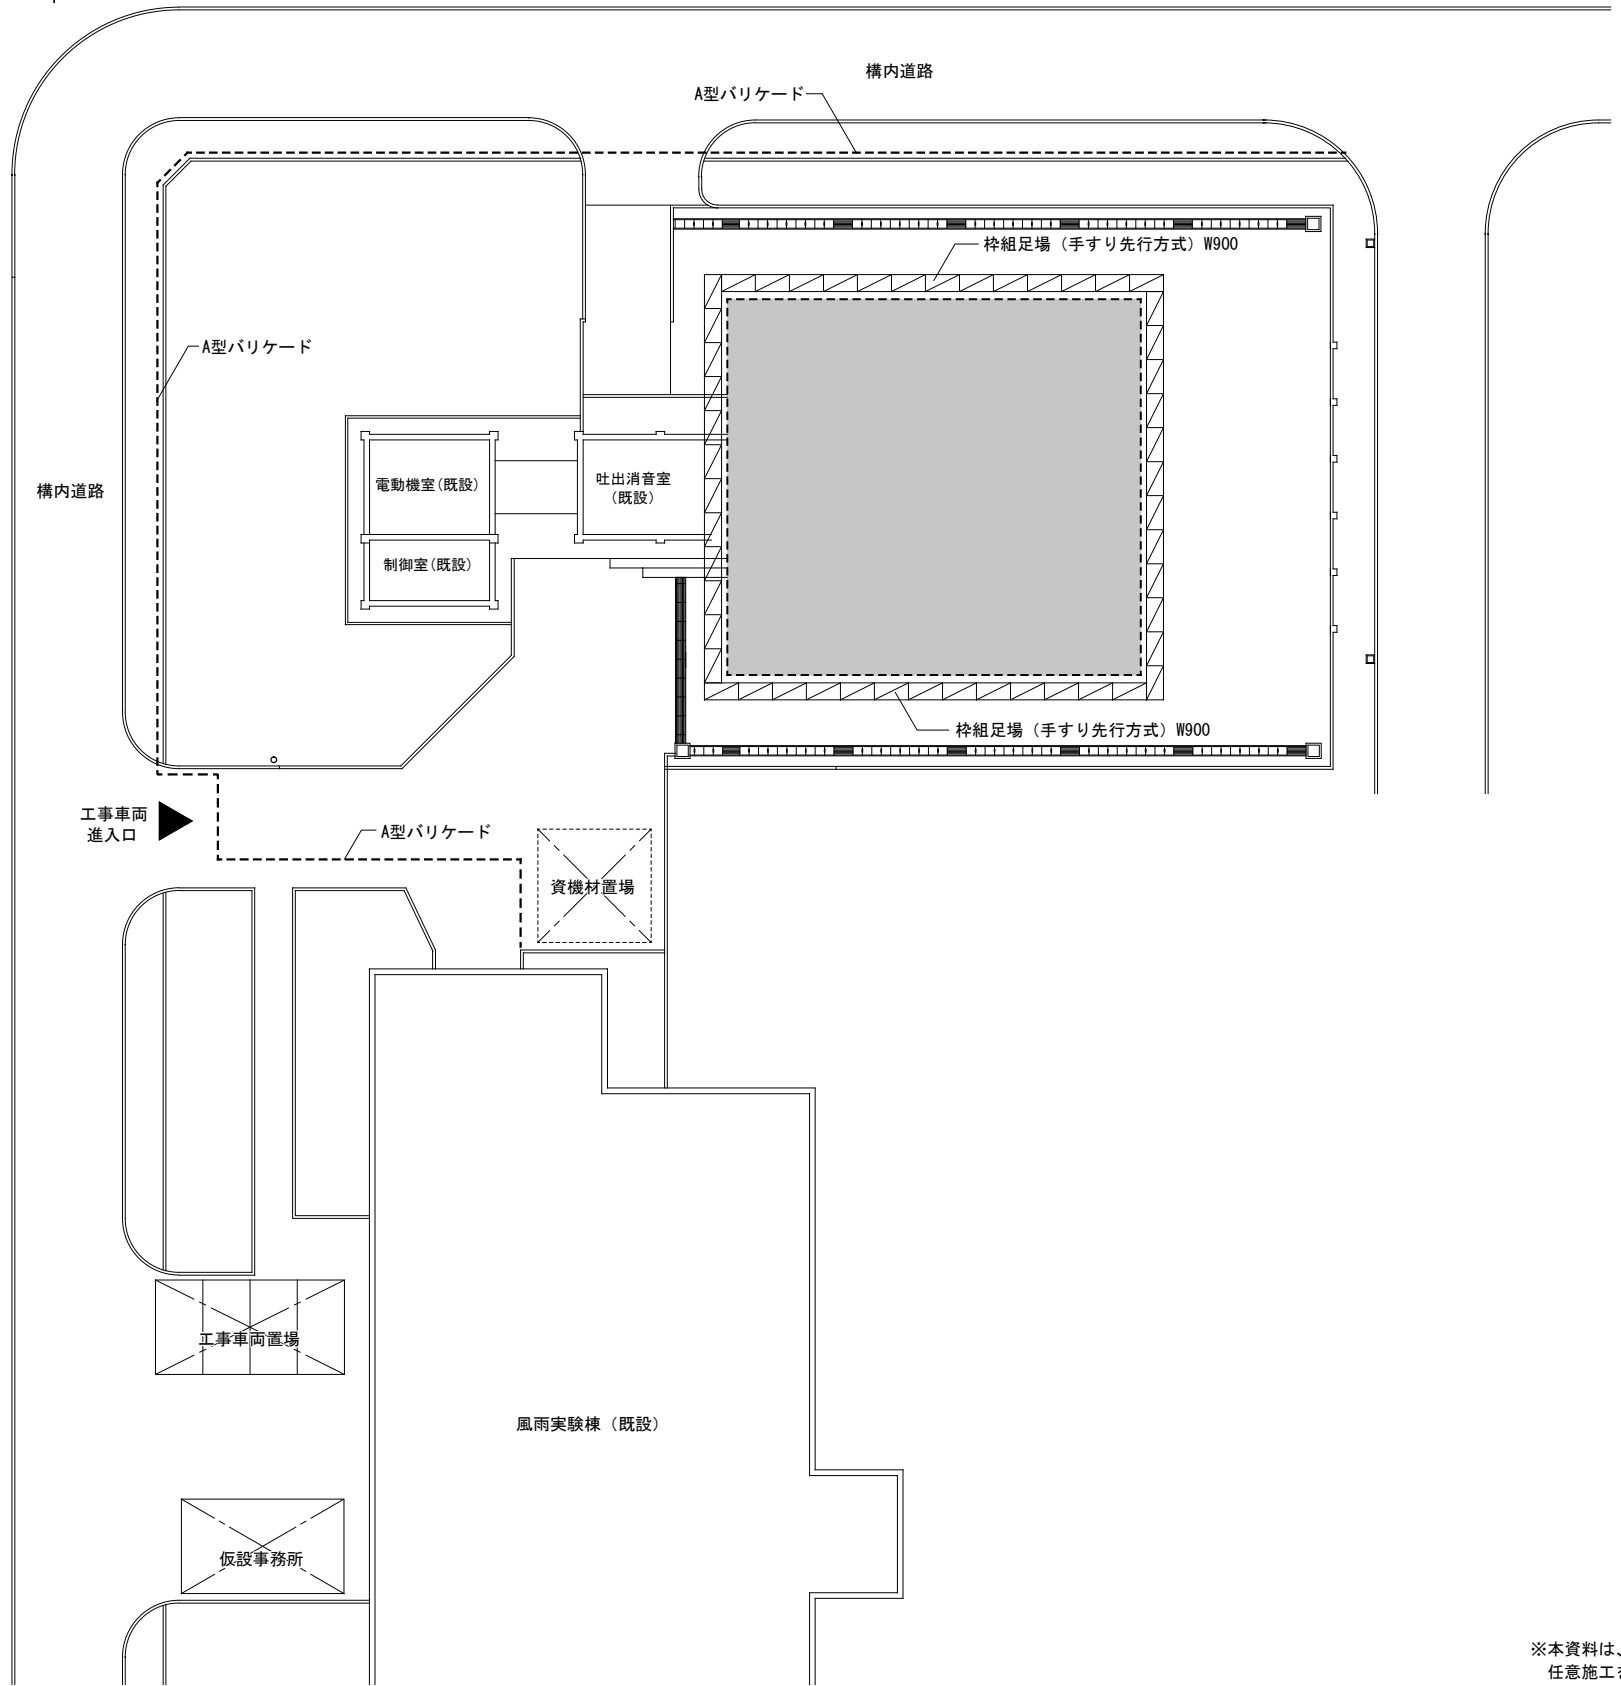 構内道路
A型バリケード
枠組足場（手すり先行方式）W900
A型バリケード
電動機室(既設)
吐出消音室
(既設)
構内道路
制御室(既設)
枠組足場（手すり先行方式）W900
工事車両
進入口
A型バリケード
資機材置場
工事車両置場
風雨実験棟（既設）
仮設事務所
※本資料は、
任意施工